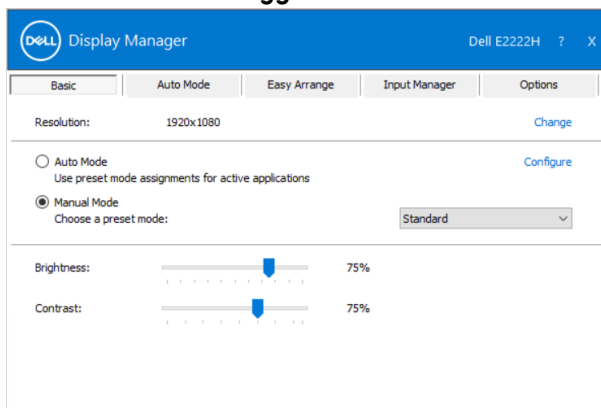 DELL Display Manager Dell E2222H ? X
Basic Auto Mode Easy Arrange Input Manager Options
Resolution: 1920x1080 Change
Auto Mode Configure
Use preset mode assignments for active applications
Manual Mode
Choose a preset mode: Standard
Brightness: 75%
Contrast: 75%